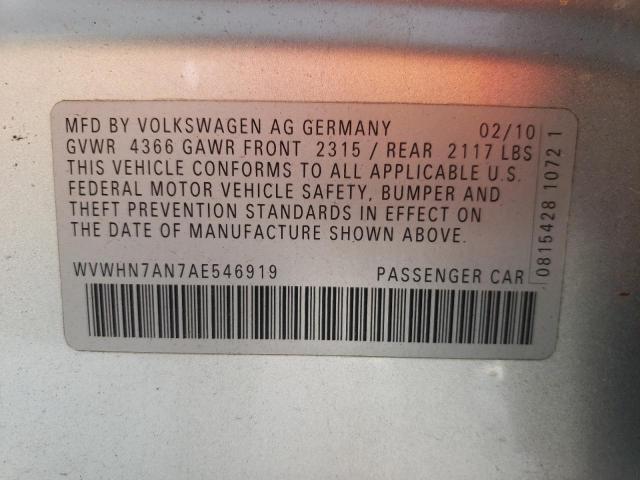 MFD BY VOLKSWAGEN AG GERMANY 02/10
GVWR 4366 GAWR FRONT 2315 / REAR 2117 LBS
THIS VEHICLE CONFORMS TO ALL APPLICABLE U.S.
FEDERAL MOTOR VEHICLE SAFETY, BUMPER AND
THEFT PREVENTION STANDARDS IN EFFECT ON
THE DATE OF MANUFACTURE SHOWN ABOVE.
WVWHN7AN7AE546919 PASSENGER CAR
0815428 1072 1